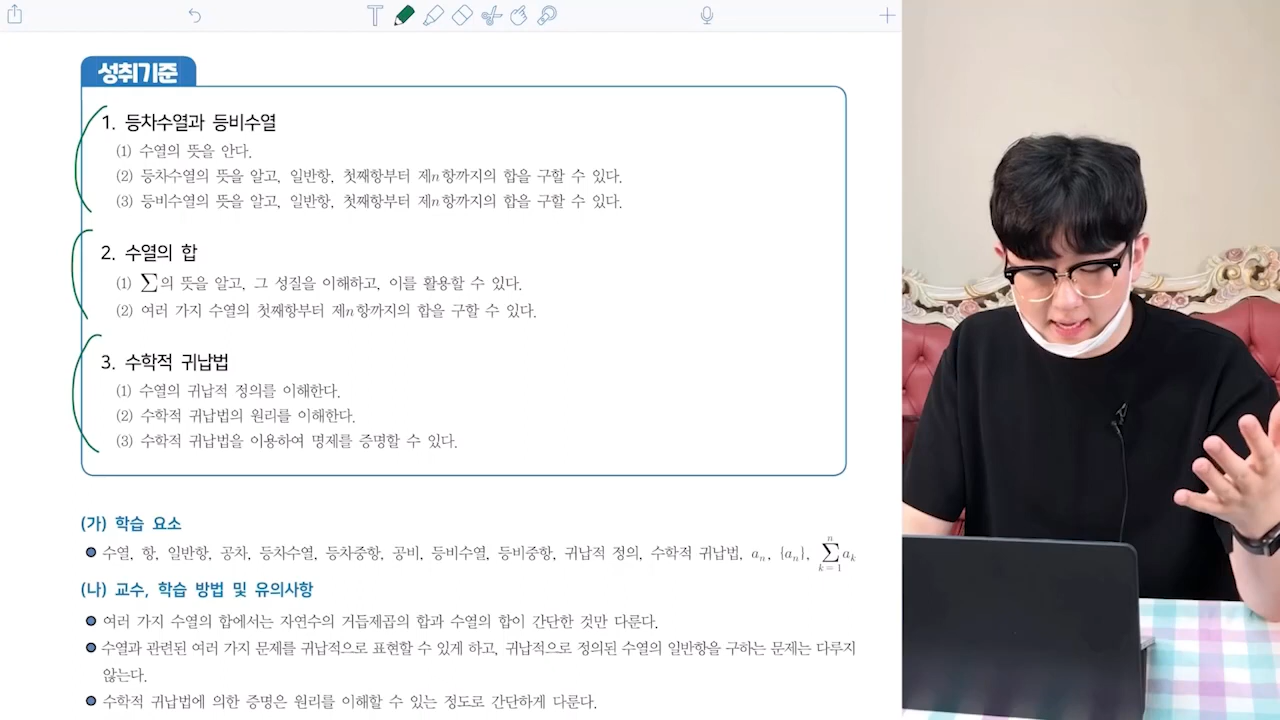 성취기준
1. 등차수열과 등비수열
(1) 수열의 뜻을 안다.
(2) 등차수열의 뜻을 알고, 일반항, 첫째항부터 제n항까지의 합을 구할 수 있다.
(3) 등비수열의 뜻을 알고, 일반항, 첫째항부터 제n항까지의 합을 구할 수 있다.
2. 수열의 합
(1) ∑의 뜻을 알고, 그 성질을 이해하고, 이를 활용할 수 있다.
(2) 여러 가지 수열의 첫째항부터 제n항까지의 합을 구할 수 있다.
3. 수학적 귀납법
(1) 수열의 귀납적 정의를 이해한다.
(2) 수학적 귀납법의 원리를 이해한다.
(3) 수학적 귀납법을 이용하여 명제를 증명할 수 있다.
(가) 학습 요소
● 수열, 항, 일반항, 공차, 등차수열, 등차중항, 공비, 등비수열, 등비중항, 귀납적 정의, 수학적 귀납법, aₙ, {aₙ}, ∑ₖ₌₁ⁿ aₖ
(나) 교수, 학습 방법 및 유의사항
● 여러 가지 수열의 합에서는 자연수의 거듭제곱의 합과 수열의 합이 간단한 것만 다룬다.
● 수열과 관련된 여러 가지 문제를 귀납적으로 표현할 수 있게 하고, 귀납적으로 정의된 수열의 일반항을 구하는 문제는 다루지
않는다.
● 수학적 귀납법에 의한 증명은 원리를 이해할 수 있는 정도로 간단하게 다룬다.